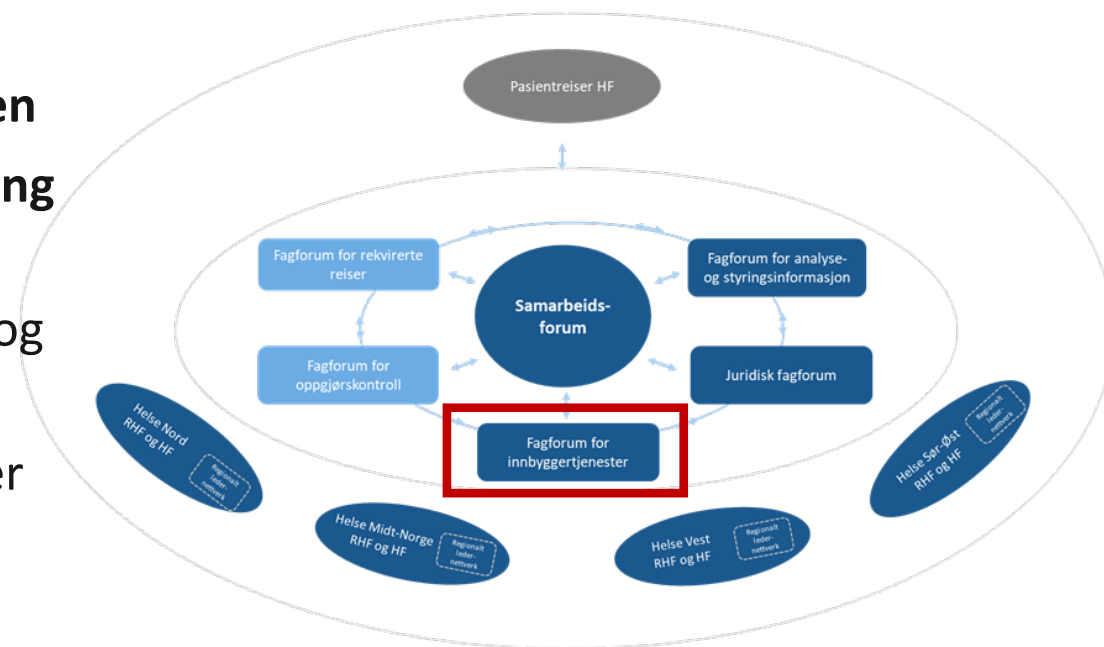 en
ng
og
er
Pasientreiser HF
Fagforum for rekvirerte
reiser
Fagforum for analyse-
og styringsinformasjon
Samarbeids-
forum
Fagforum for
oppgjørskontroll
Juridisk fagforum
Fagforum for
innbyggertjenester
Helse Nord
RHF og HF
Regionalt
leder-
nettverk
Helse Midt-Norge
RHF og HF
Regionalt
leder-
nettverk
Helse Vest
RHF og HF
Regionalt
leder-
nettverk
Helse Sør-Øst
RHF og HF
Regionalt
leder-
nettverk